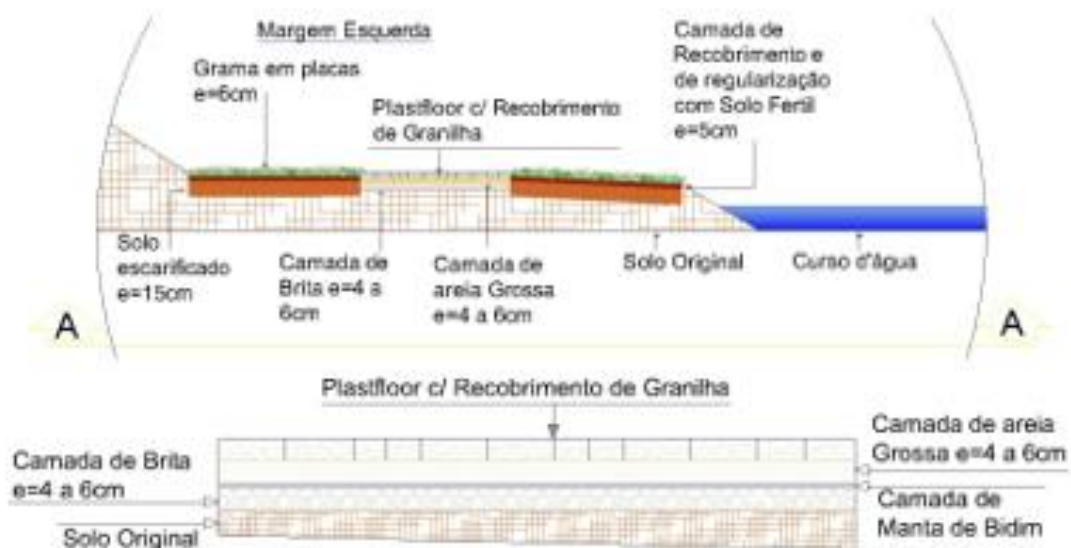 Margem Esquerda
Grama em placas
e=6cm
Plastfloor c/ Recobrimento
de Granilha
Camada de
Recobrimento e
de regularização
com Solo Fertil
e=5cm
Solo
escarificado
e=15cm
Camada de
Brita e=4 a
6cm
Camada de
areia Grossa
e=4 a 6cm
Solo Original
Curso d'água
A
A
Plastfloor c/ Recobrimento de Granilha
Camada de Brita
e=4 a 6cm
Solo Original
Camada de areia
Grossa e=4 a 6cm
Camada de
Manta de Bidim